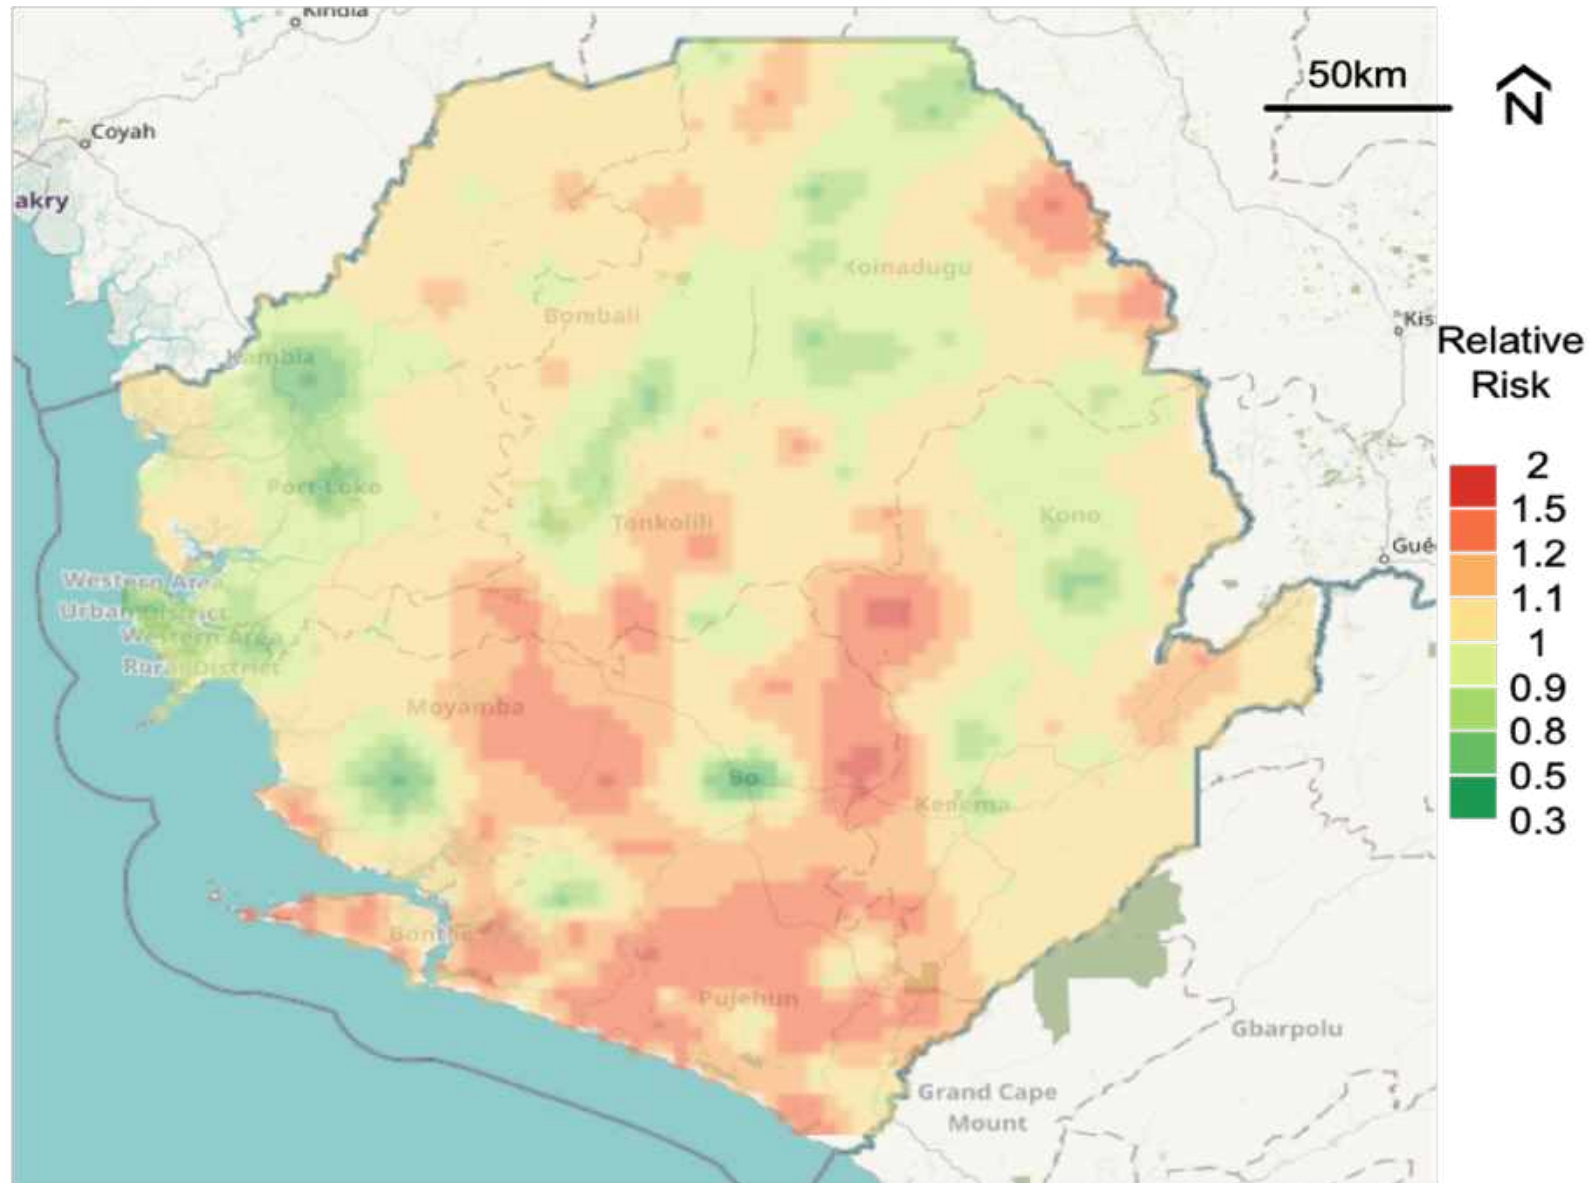 Kindia
50km
N
Coyah
akry
Koinadugu
Bombali
Kis
Relative
Risk
Kambia
2
1.5
1.2
1.1
1
0.9
0.8
0.5
0.3
Port Loko
Tonkolili
Kono
Gué
Western Area
Urban District
Western Area
Rural District
Moyamba
Bo
Kenema
Bonthe
Pujehun
Gbarpolu
Grand Cape
Mount